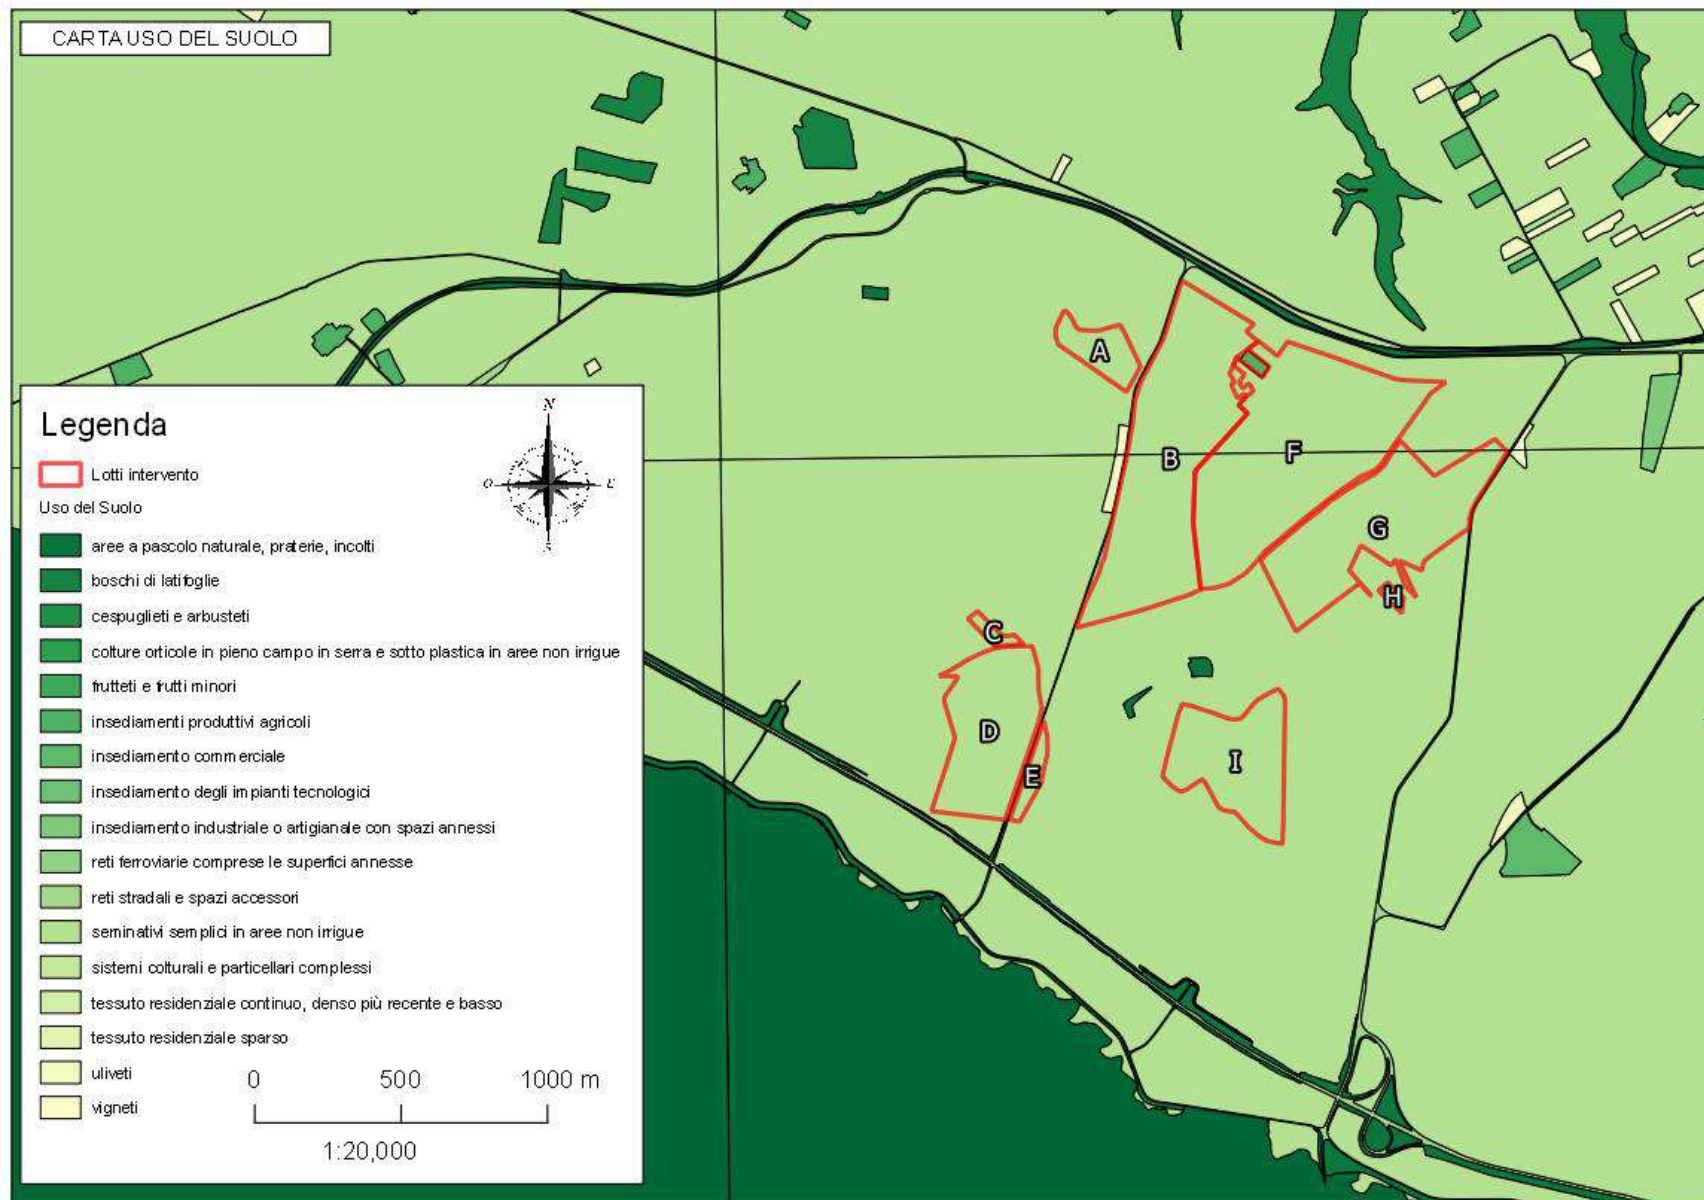 CARTA USO DEL SUOLO
Legenda
Lotti intervento
Uso del Suolo
aree a pascolo naturale, praterie, incolti
boschi di latifoglie
cespuglieti e arbusteti
colture orticole in pieno campo in serra e sotto plastica in aree non irrigue
frutteti e frutti minori
insediamenti produttivi agricoli
insediamento commerciale
insediamento degli impianti tecnologici
insediamento industriale o artigianale con spazi annessi
reti ferroviarie comprese le superfici annesse
reti stradali e spazi accessori
seminativi semplici in aree non irrigue
sistemi colturali e particellari complessi
tessuto residenziale continuo, denso più recente e basso
tessuto residenziale sparso
uliveti
vigneti
N
O E
S
0 500 1000 m
1:20,000
A
B
F
G
H
C
D
E
I